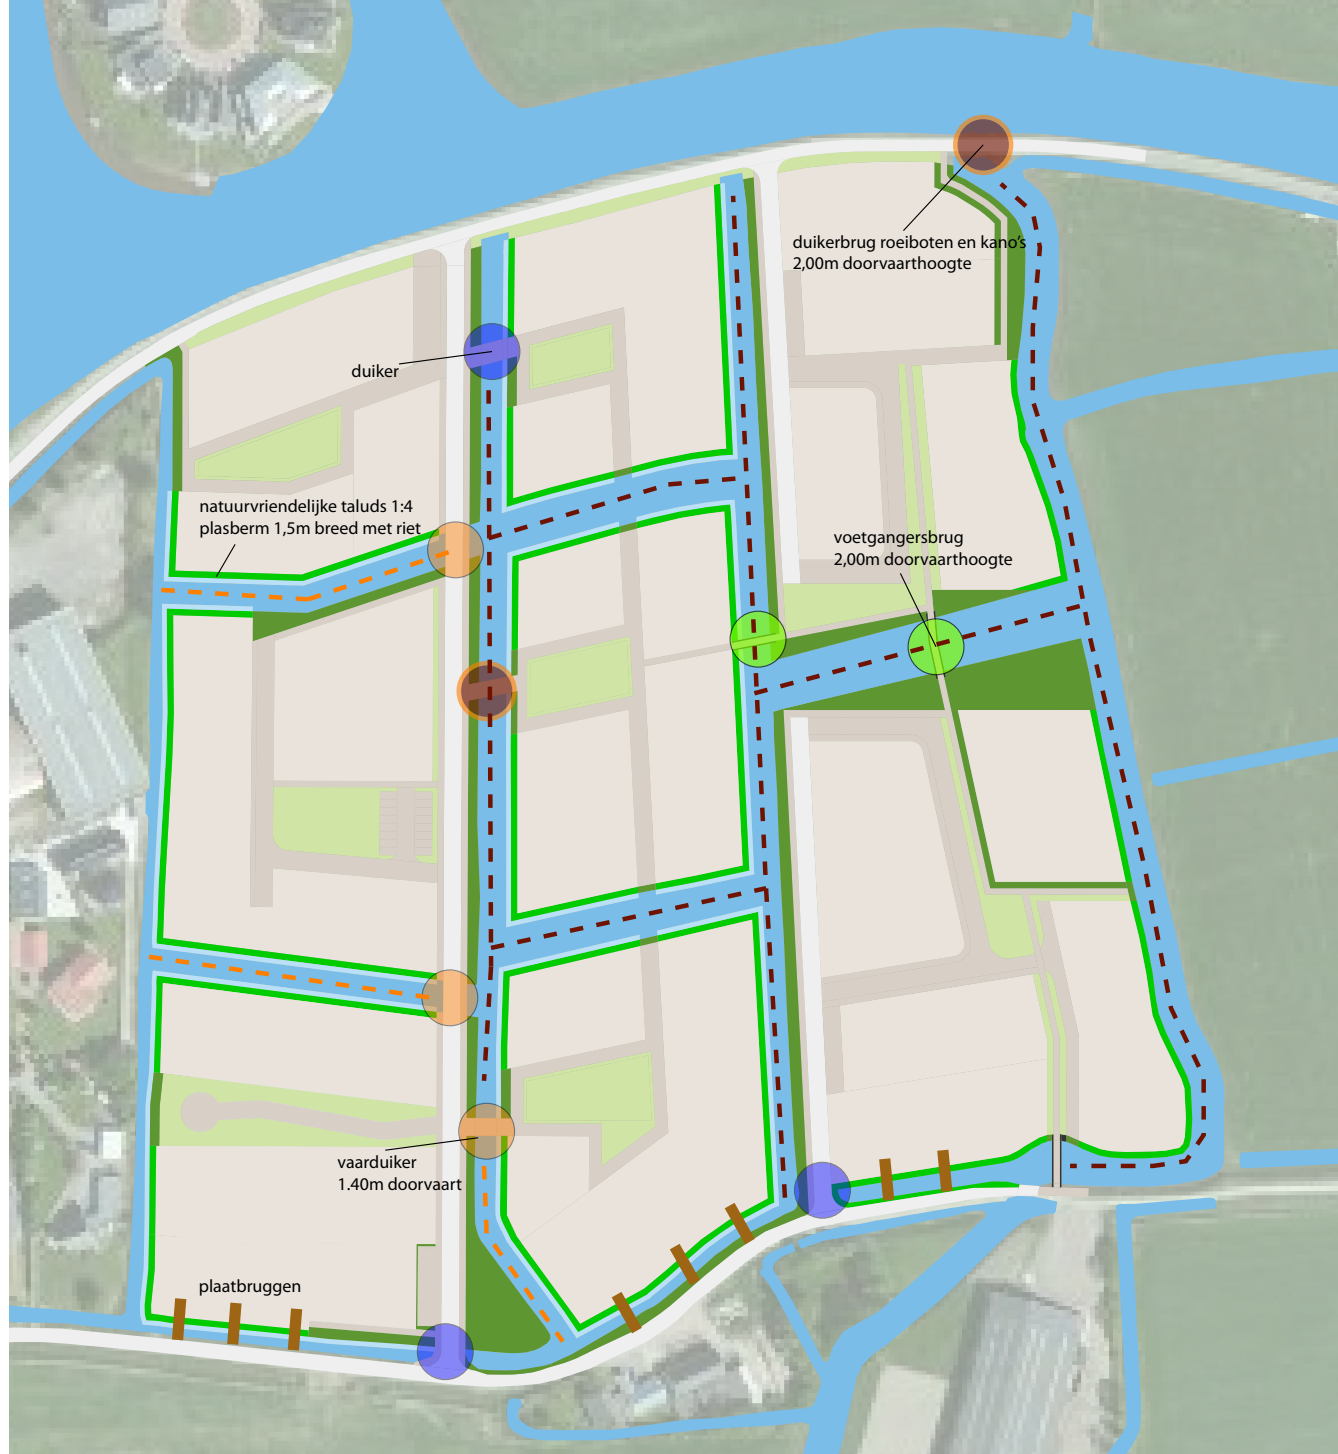 duikerbrug roeiboten en kano's
2,00m doorvaarthoogte
duiker
natuurvriendelijke taluds 1:4
plasberm 1,5m breed met riet
voetgangersbrug
2,00m doorvaarthoogte
vaarduiker
1.40m doorvaart
plaatbruggen